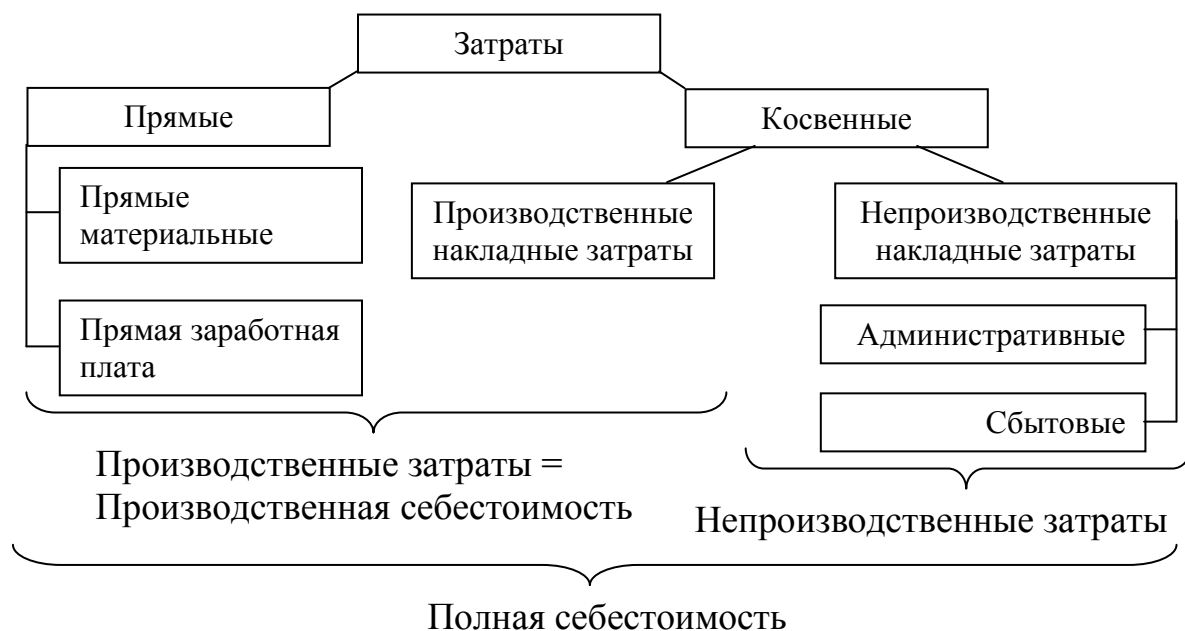 Затраты
Прямые
Косвенные
Прямые
материальные
Производственные
накладные затраты
Непроизводственные
накладные затраты
Прямая заработная
плата
Административные
Сбытовые
Производственные затраты =
Производственная себестоимость
Непроизводственные затраты
Полная себестоимость